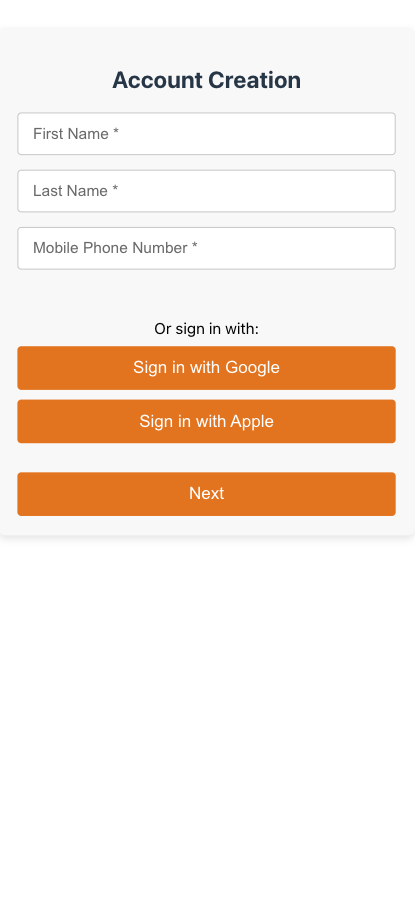 Account Creation
First Name *
Last Name *
Mobile Phone Number *
Or sign in with:
Sign in with Google
Sign in with Apple
Next